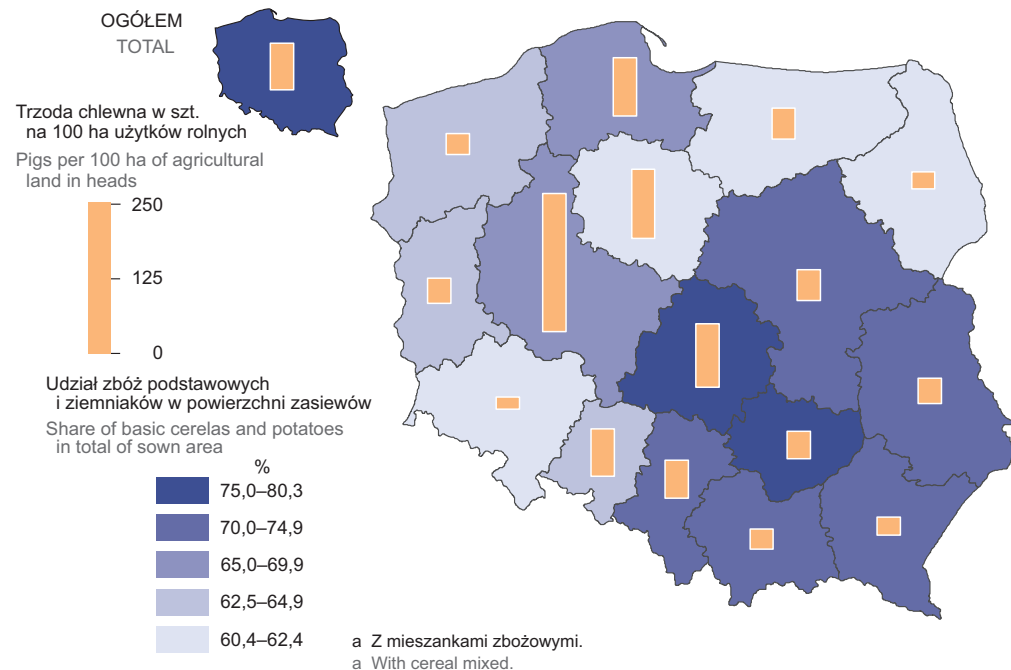 OGÓŁEM
TOTAL
Trzoda chlewna w szt.
na 100 ha użytków rolnych
Pigs per 100 ha of agricultural
land in heads
250
125
0
Udział zbóż podstawowych
i ziemniaków w powierzchni zasiewów
Share of basic cerelas and potatoes
in total of sown area
%
75,0–80,3
70,0–74,9
65,0–69,9
62,5–64,9
60,4–62,4
a Z mieszankami zbożowymi.
a With cereal mixed.